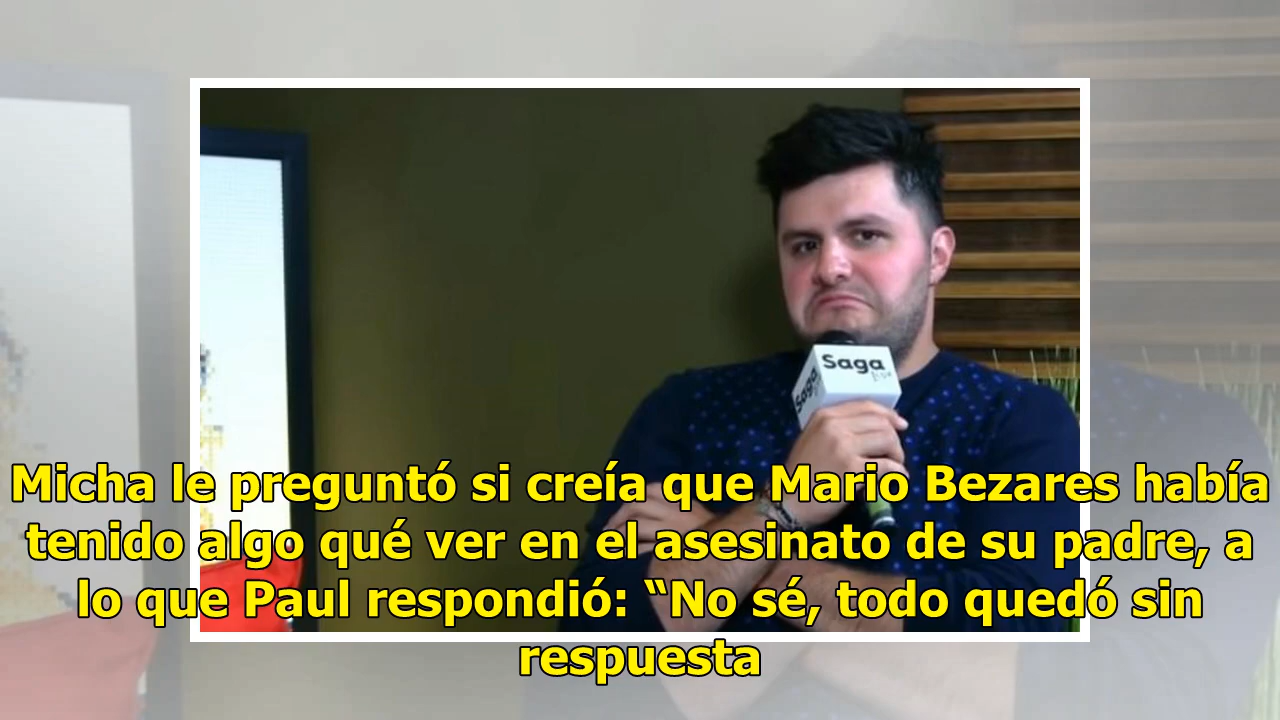 Saga
Saga
Micha le preguntó si creía que Mario Bezares había
tenido algo qué ver en el asesinato de su padre, a
lo que Paul respondió: “No sé, todo quedó sin
respuesta